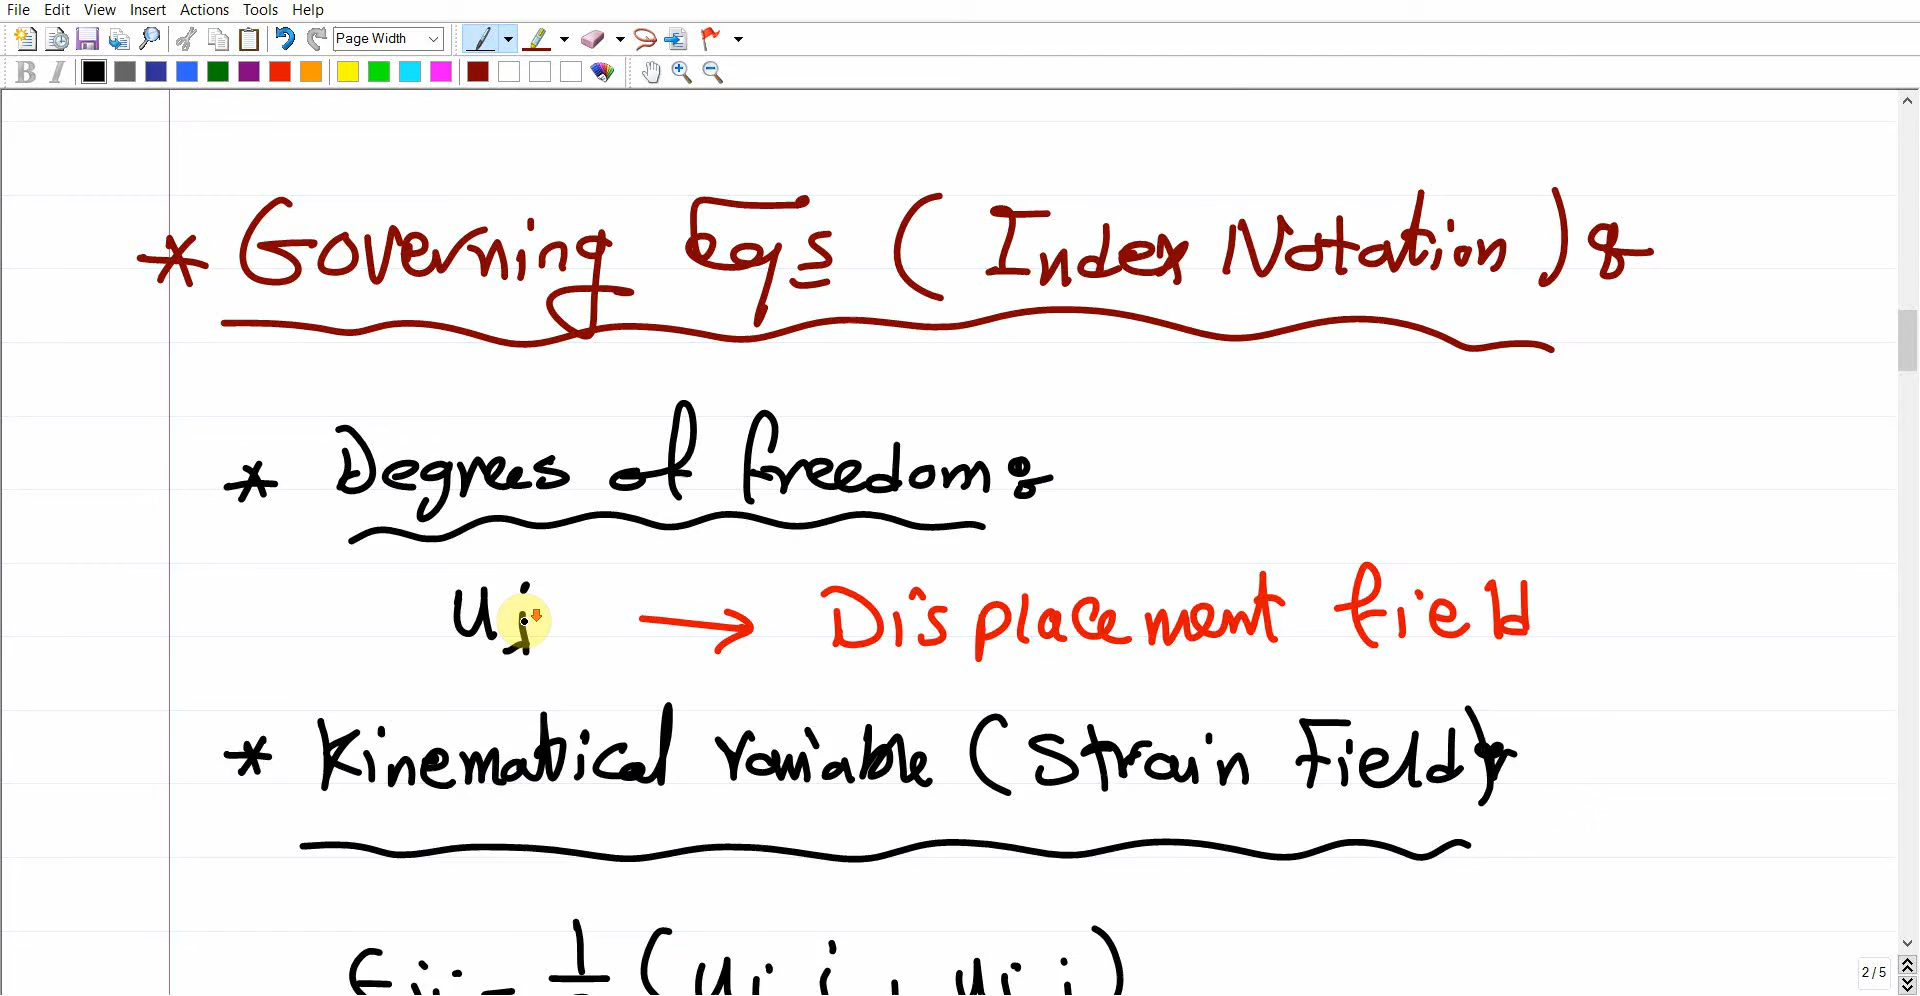 File Edit View Insert Actions Tools Help
Page Width
B I
* Governing Eqs (Index Notation) :-
* Degrees of freedom :-
Ui → Displacement field
* Kinematical variable (Strain Field) :-
2/5